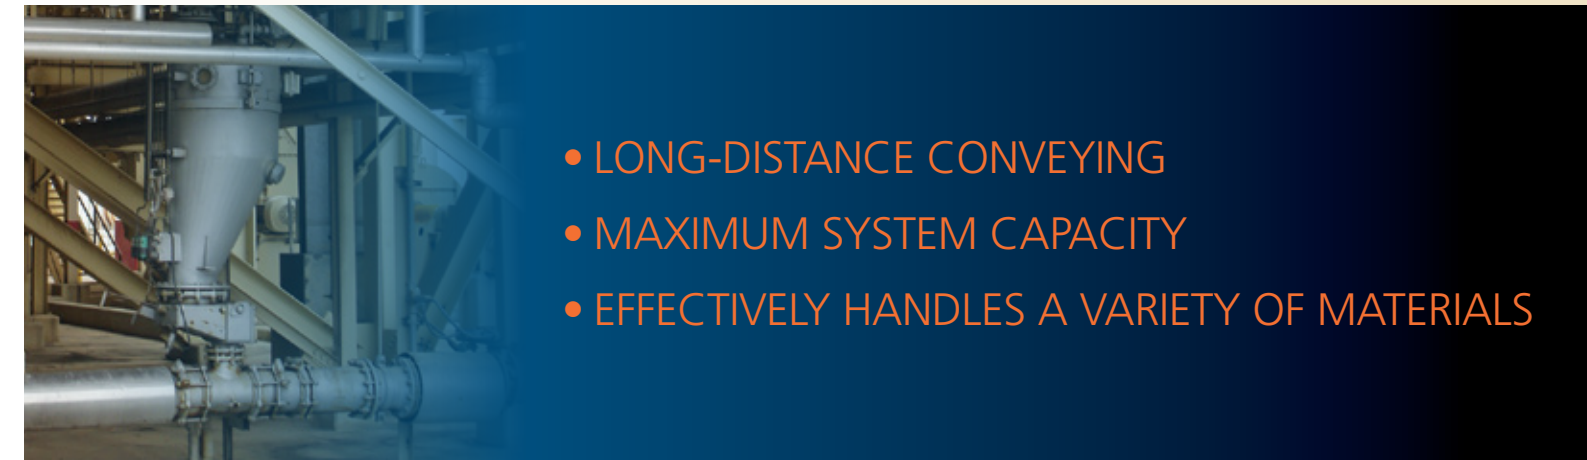 • LONG-DISTANCE CONVEYING
• MAXIMUM SYSTEM CAPACITY
• EFFECTIVELY HANDLES A VARIETY OF MATERIALS